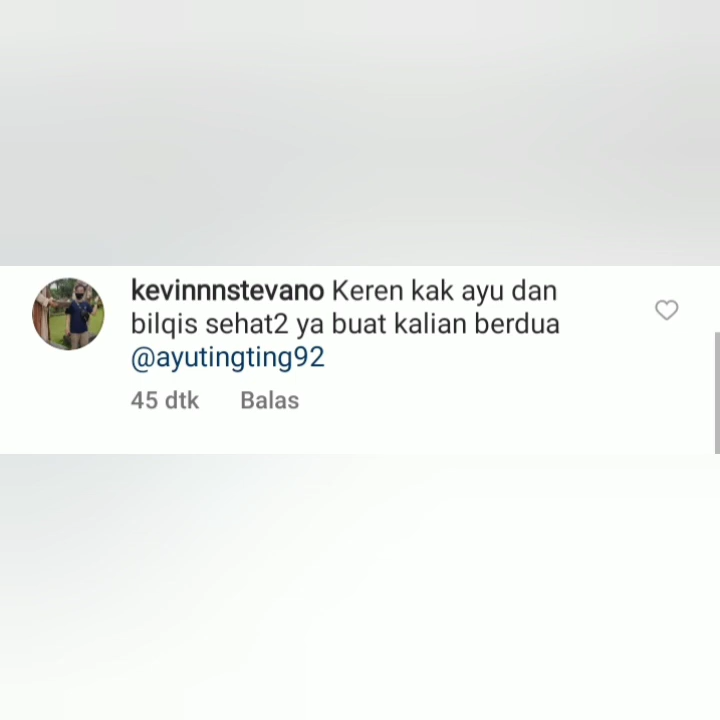 kevinnnstevano Keren kak ayu dan
bilqis sehat2 ya buat kalian berdua
@ayutingting92
45 dtk Balas